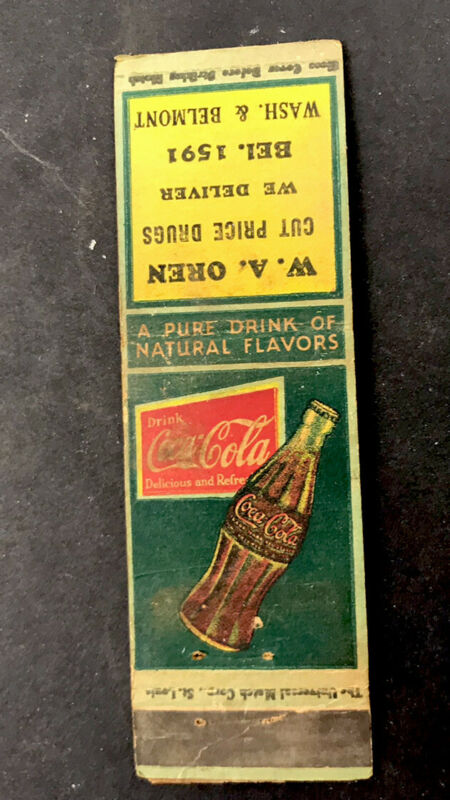 Close Cover Before Striking Match
W. A. OREN
CUT PRICE DRUGS
WE DELIVER
BEl. 1591
WASH. & BELMONT
A PURE DRINK OF
NATURAL FLAVORS
Drink
Coca-Cola
Delicious and Refre
Coca-Cola
The Universal Match Corp., St. Louis